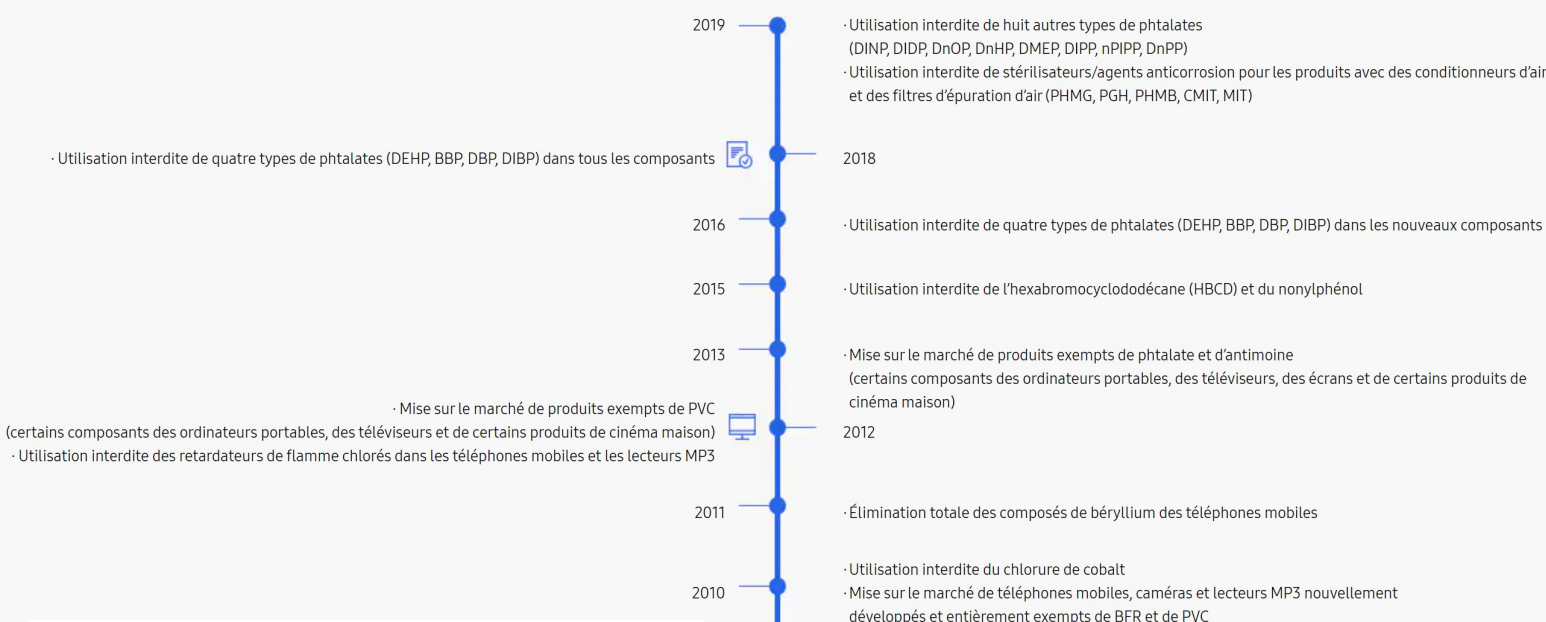 2019
· Utilisation interdite de huit autres types de phtalates
(DINP, DIDP, DnOP, DnHP, DMEP, DIPP, nPIPP, DnPP)
· Utilisation interdite de stérilisateurs/agents anticorrosion pour les produits avec des conditionneurs d'air
et des filtres d'épuration d'air (PHMG, PGH, PHMB, CMIT, MIT)
2018
· Utilisation interdite de quatre types de phtalates (DEHP, BBP, DBP, DIBP) dans tous les composants
2016
· Utilisation interdite de quatre types de phtalates (DEHP, BBP, DBP, DIBP) dans les nouveaux composants
2015
· Utilisation interdite de l'hexabromocyclododécane (HBCD) et du nonylphénol
2013
· Mise sur le marché de produits exempts de phtalate et d'antimoine
(certains composants des ordinateurs portables, des téléviseurs, des écrans et de certains produits de
cinéma maison)
2012
· Mise sur le marché de produits exempts de PVC
(certains composants des ordinateurs portables, des téléviseurs et de certains produits de cinéma maison)
· Utilisation interdite des retardateurs de flamme chlorés dans les téléphones mobiles et les lecteurs MP3
2011
· Élimination totale des composés de béryllium des téléphones mobiles
2010
· Utilisation interdite du chlorure de cobalt
· Mise sur le marché de téléphones mobiles, caméras et lecteurs MP3 nouvellement
développés et entièrement exempts de BFR et de PVC